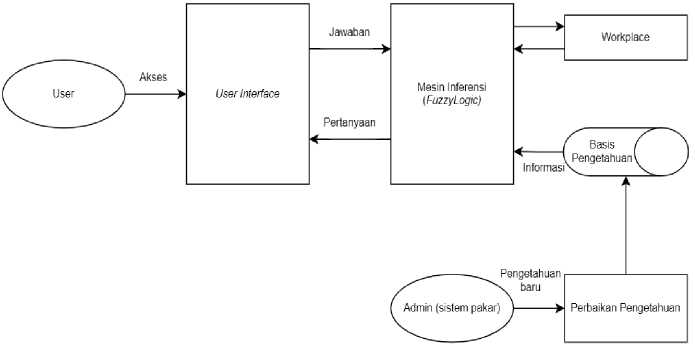 Jawaban
Workplace
Akses
User
User Interface
Mesin Inferensi
(FuzzyLogic)
Pertanyaan
Basis
Pengetahuan
Informasi
Pengetahuan
baru
Admin (sistem pakar)
Perbaikan Pengetahuan